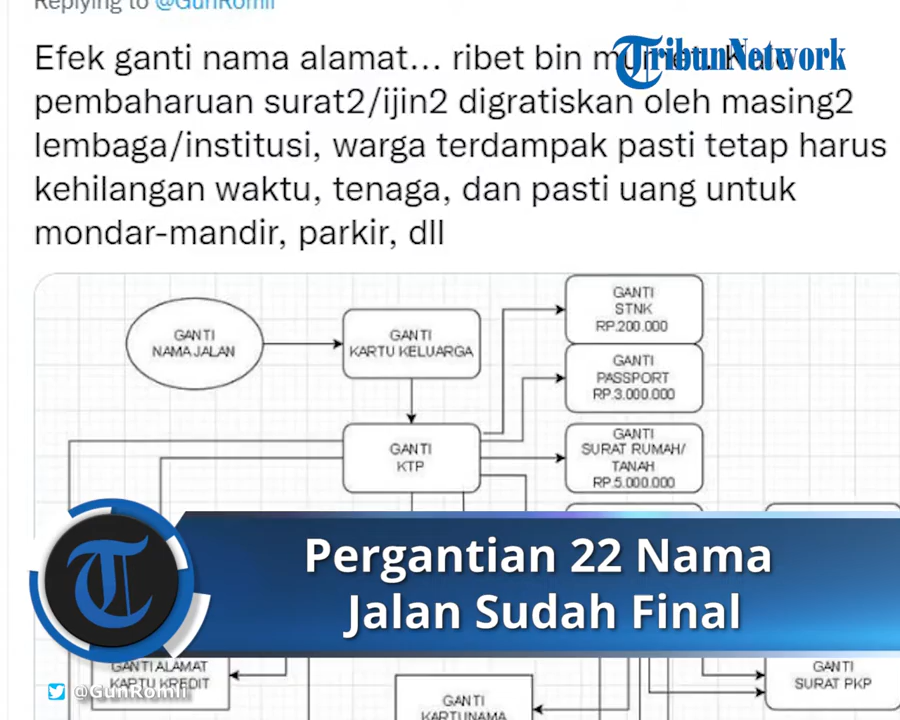 Replying to @GunRomli
Efek ganti nama alamat... ribet bin
pembaharuan surat2/ijin2 digratiskan oleh masing2
lembaga/institusi, warga terdampak pasti tetap harus
kehilangan waktu, tenaga, dan pasti uang untuk
mondar-mandir, parkir, dll
TribunNetwork
GANTI
NAMA JALAN
GANTI
KARTU KELUARGA
GANTI
STNK
RP.200.000
GANTI
PASSPORT
RP.3.000.000
GANTI
KTP
GANTI
SURAT RUMAH/
TANAH
RP.5.000.000
Pergantian 22 Nama
Jalan Sudah Final
GANTI ALAMAT
KARTU KREDIT
@GunRomli
GANTI
KARTU NAMA
GANTI
SURAT PKP